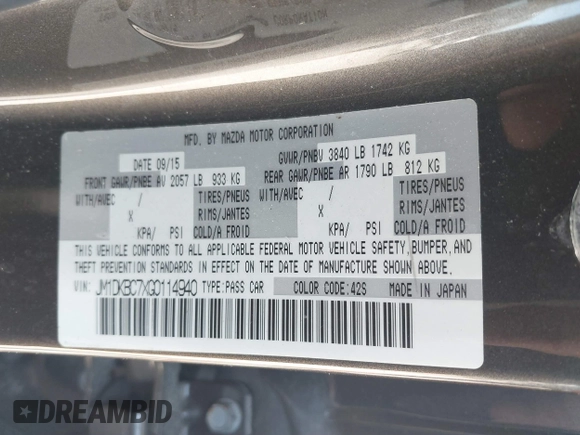 MFD. BY MAZDA MOTOR CORPORATION
DATE 09/15
GVWR/PNBV 3840 LB 1742 KG
FRONT GAWR/PNBE AV 2057 LB 933 KG
REAR GAWR/PNBE AR 1790 LB 812 KG
WITH/AVEC / TIRES/PNEUS
WITH/AVEC / TIRES/PNEUS
X RIMS/JANTES
X RIMS/JANTES
KPA/ PSI COLD/A FROID
KPA/ PSI COLD/A FROID
THIS VEHICLE CONFORMS TO ALL APPLICABLE FEDERAL MOTOR VEHICLE SAFETY, BUMPER, AND
THEFT PREVENTION STANDARDS IN EFFECT ON THE DATE OF MANUFACTURE SHOWN ABOVE.
VIN: JM1DKBC7XG0114940 TYPE:PASS CAR COLOR CODE:42S MADE IN JAPAN
DREAMBID